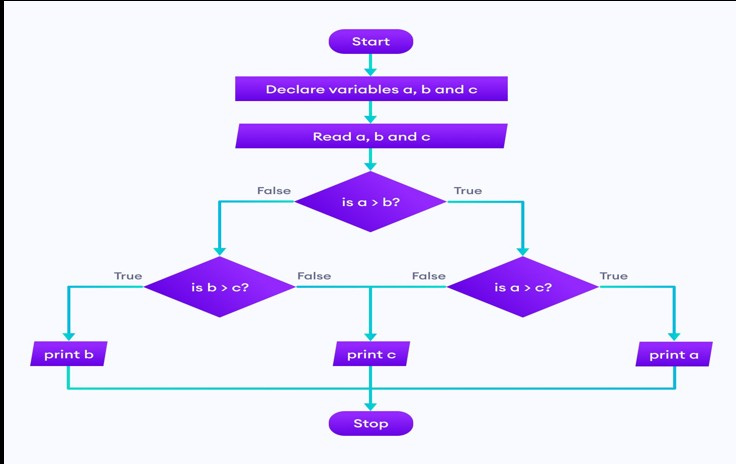 Start
Declare variables a, b and c
Read a, b and c
False
True
is a > b?
True
is b > c?
False
False
is a > c?
True
print b
print c
print a
Stop